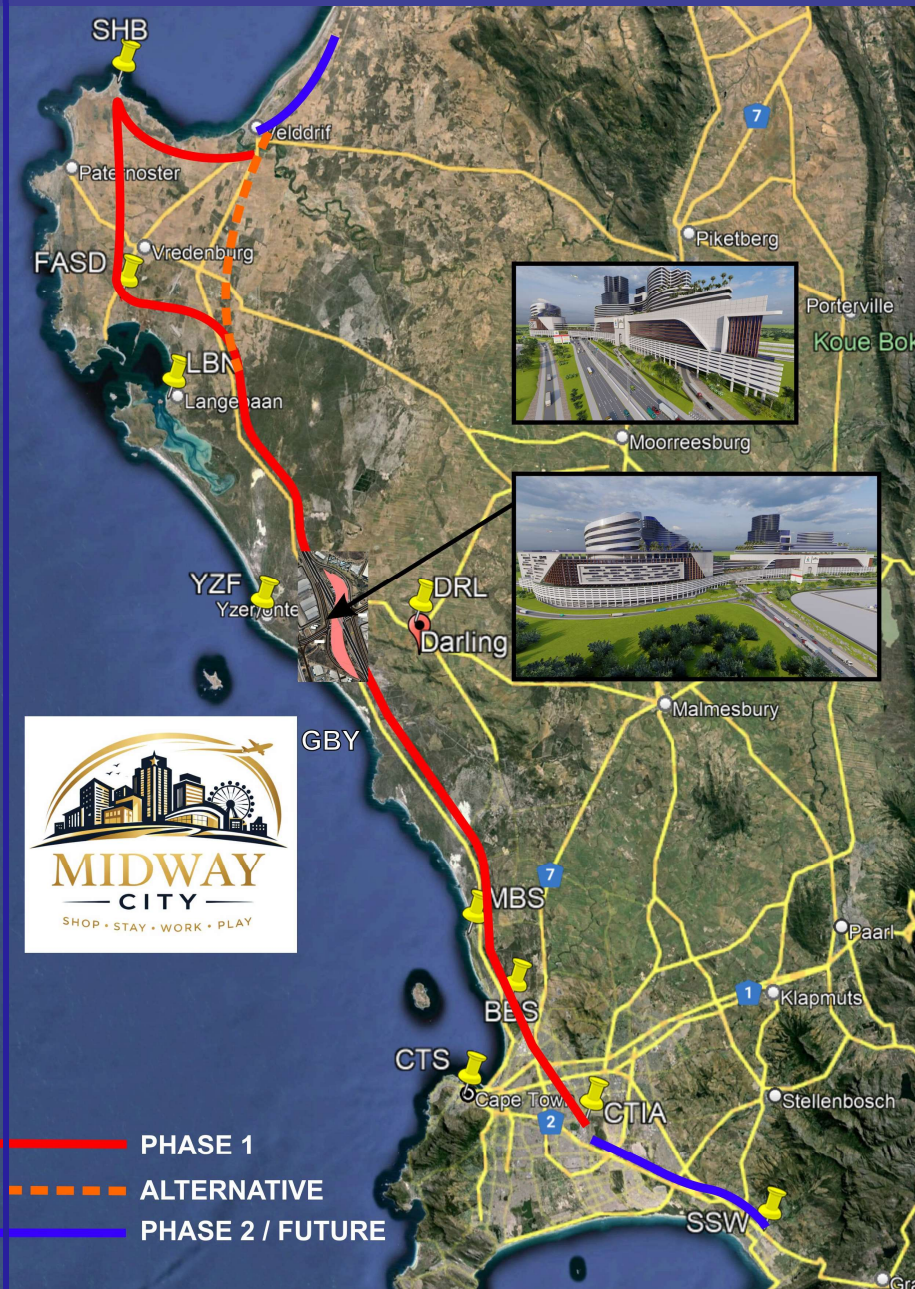 SHB
7
Velddrif
Paternoster
Piketberg
Vredenburg
FASD
Porterville
Koue Bok
LBN
Langebaan
Moorreesburg
YZF
DRL
Darling
Malmesbury
GBY
MIDWAY
CITY
SHOP • STAY • WORK • PLAY
7
MBS
Paarl
BBS
1
Klapmuts
CTS
Cape Town
CTIA
2
Stellenbosch
PHASE 1
ALTERNATIVE
PHASE 2 / FUTURE
SSW
Gra